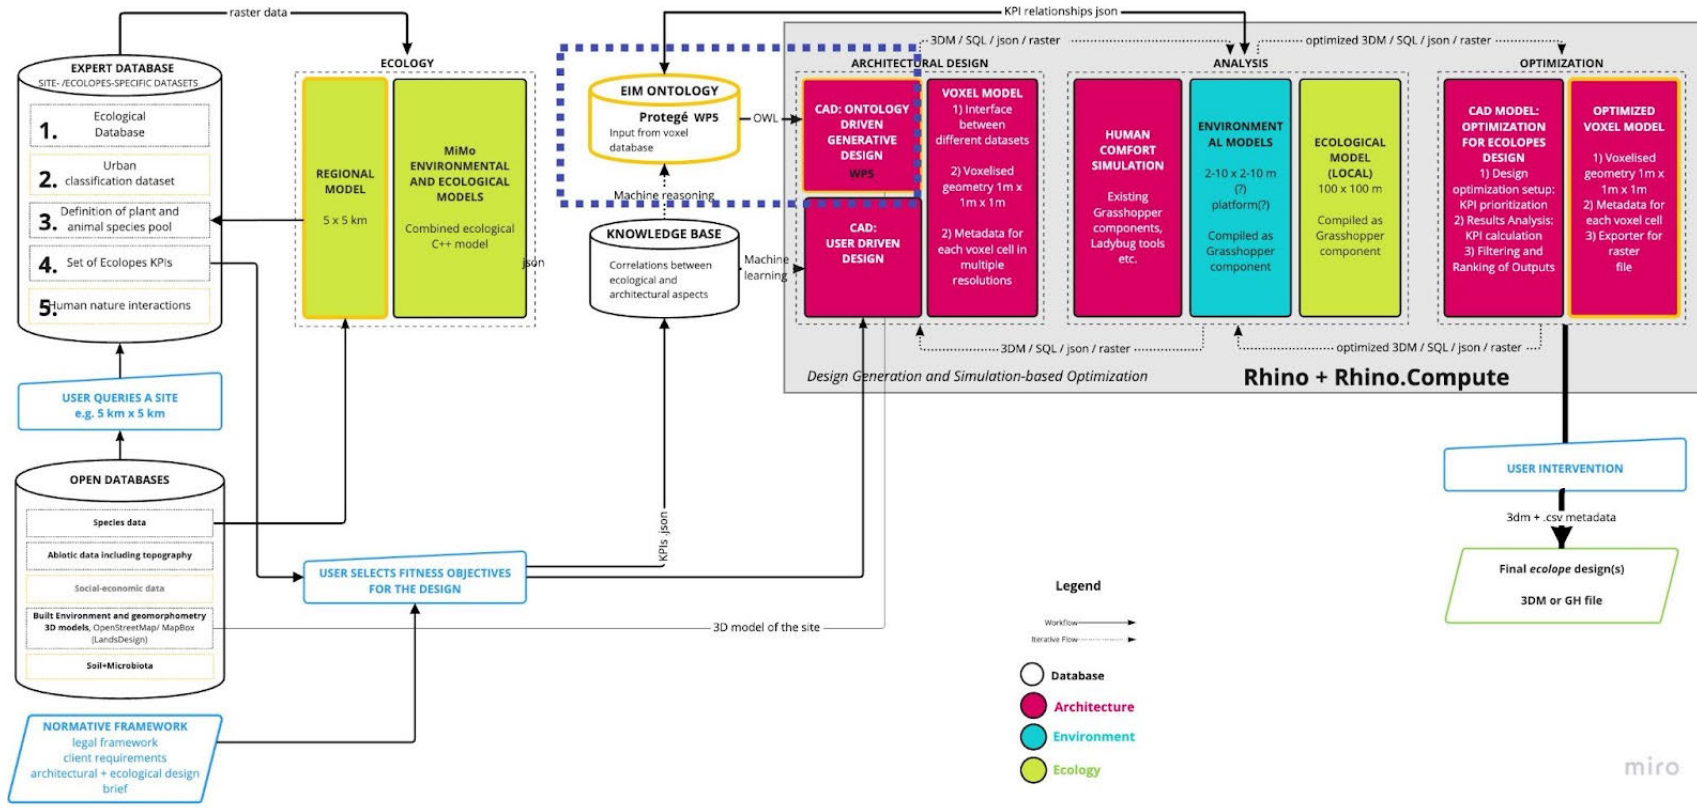 raster data
KPI relationships json
EXPERT DATABASE
SITE- /ECOLOPES-SPECIFIC DATASETS
1.
Ecological
Database
2.
Urban
classification dataset
3.
Definition of plant and
animal species pool
4.
Set of Ecolopes KPIs
5.
Human nature interactions
ECOLOGY
REGIONAL
MODEL
5 x 5 km
MiMo
ENVIRONMENTAL
AND ECOLOGICAL
MODELS
Combined ecological
C++ model
json
EIM ONTOLOGY
Protegé WP5
Input from voxel
database
OWL
Machine reasoning
KNOWLEDGE BASE
Correlations between
ecological and
architectural aspects
Machine
learning
3DM / SQL / json / raster
optimized 3DM / SQL / json / raster
ARCHITECTURAL DESIGN
CAD: ONTOLOGY
DRIVEN
GENERATIVE
DESIGN
WP5
CAD:
USER DRIVEN
DESIGN
VOXEL MODEL
1) Interface
between
different datasets
2) Voxelised
geometry 1m x
1m x 1m
2) Metadata for
each voxel cell in
multiple
resolutions
ANALYSIS
HUMAN
COMFORT
SIMULATION
Existing
Grasshopper
components,
Ladybug tools
etc.
ENVIRONMENT
AL MODELS
2-10 x 2-10 m
(?)
platform(?)
Compiled as
Grasshopper
component
ECOLOGICAL
MODEL
(LOCAL)
100 x 100 m
Compiled as
Grasshopper
component
OPTIMIZATION
CAD MODEL:
OPTIMIZATION
FOR ECOLOPES
DESIGN
1) Design
optimization setup:
KPI prioritization
2) Results Analysis:
KPI calculation
3) Filtering and
Ranking of Outputs
OPTIMIZED
VOXEL MODEL
1) Voxelised
geometry 1m x
1m x 1m
2) Metadata for
each voxel cell
3) Exporter for
raster
file
3DM / SQL / json / raster
optimized 3DM / SQL / json / raster
Design Generation and Simulation-based Optimization
Rhino + Rhino.Compute
USER QUERIES A SITE
e.g. 5 km x 5 km
OPEN DATABASES
Species data
Abiotic data including topography
Social-economic data
Built Environment and geomorphometry
3D models, OpenStreetMap/ MapBox
(LandsDesign)
Soil+Microbiota
NORMATIVE FRAMEWORK
legal framework
client requirements
architectural + ecological design
brief
USER SELECTS FITNESS OBJECTIVES
FOR THE DESIGN
KPIs .json
3D model of the site
USER INTERVENTION
3dm + .csv metadata
Final ecolope design(s)
3DM or GH file
Legend
Workflow
Iterative Flow
Database
Architecture
Environment
Ecology
miro